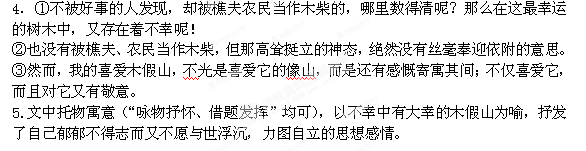 4. ①不被好事的人发现，却被樵夫农民当作木柴的，哪里数得清呢？那么在这最幸运
的树木中，又存在着不幸呢！
②也没有被樵夫、农民当作木柴，但那高耸挺立的神态，绝然没有丝毫奉迎依附的意思。
③然而，我的喜爱木假山，不光是喜爱它的像山，而是还有感慨寄寓其间；不仅喜爱它，
而且对它又有敬意。
5.文中托物寓意（“咏物抒怀、借题发挥”均可），以不幸中有大幸的木假山为喻，抒发
了自己郁郁不得志而又不愿与世浮沉，力图自立的思想感情。